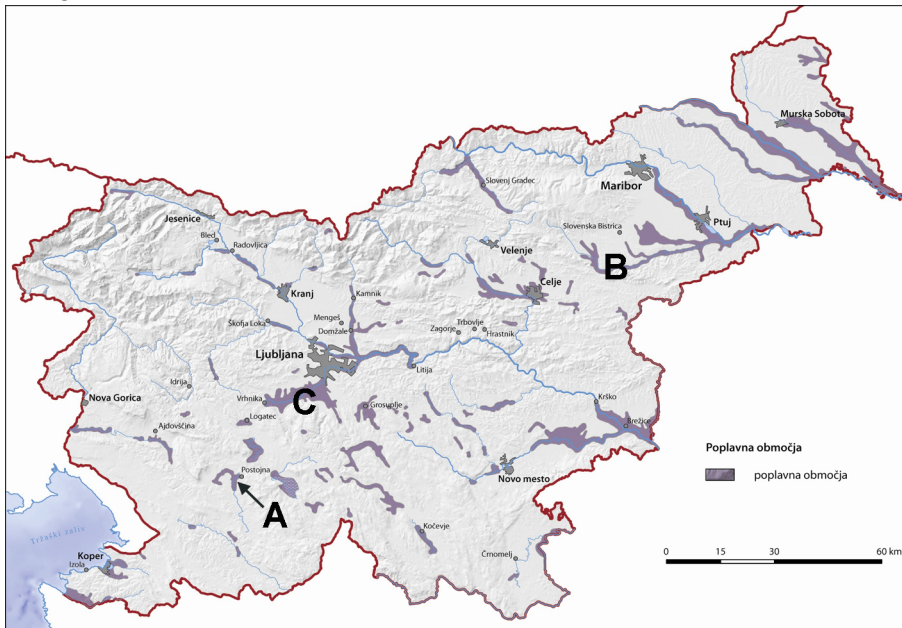 Murska Sobota
Maribor
Slovenj Gradec
Ptuj
Slovenska Bistrica
Jesenice
Bled
Radovljica
Velenje
B
Celje
Kranj
Kamnik
Mengeš
Domžale
Škofja Loka
Trbovlje
Zagorje
Hrastnik
Ljubljana
Litija
Idrija
Vrhnika
C
Nova Gorica
Logatec
Grosuplje
Krško
Brežice
Ajdovščina
Poplavna območja
poplavna območja
Postojna
Novo mesto
A
Tržaški zaliv
Kočevje
Koper
Izola
Črnomelj
0 15 30 60 km